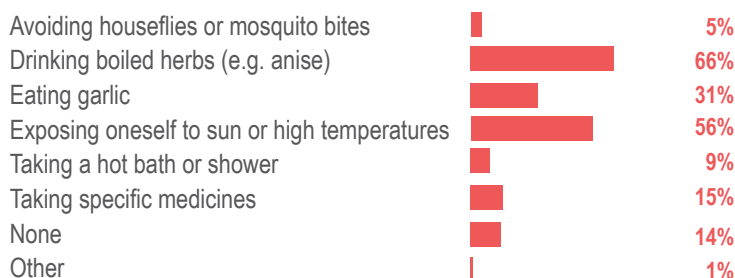 Avoiding houseflies or mosquito bites 5%
Drinking boiled herbs (e.g. anise) 66%
Eating garlic 31%
Exposing oneself to sun or high temperatures 56%
Taking a hot bath or shower 9%
Taking specific medicines 15%
None 14%
Other 1%